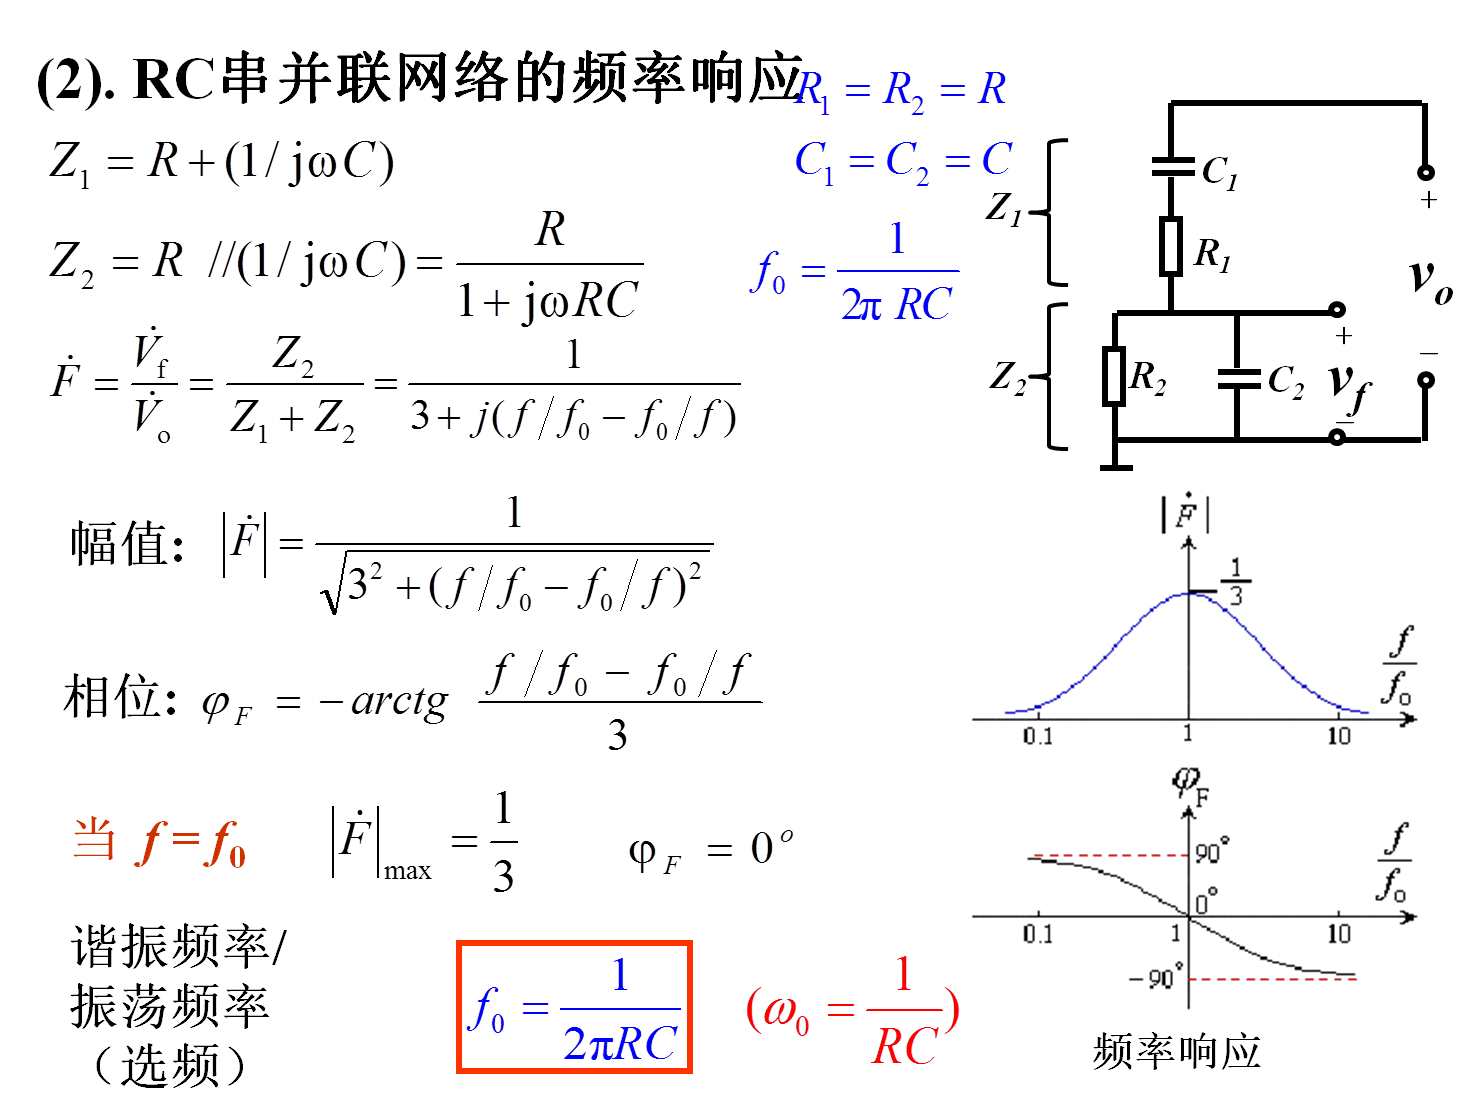 (2). RC串并联网络的频率响应
R₁ = R₂ = R
Z₁ = R + (1/ jωC)
C₁ = C₂ = C
Z₂ = R //(1/ jωC) = R / (1 + jωRC)
f₀ = 1 / (2π RC)
Ḟ = V̇f / V̇o = Z₂ / (Z₁ + Z₂) = 1 / (3 + j(f/f₀ − f₀/f))
Z₁
C₁
R₁
+
vo
−
Z₂
R₂
C₂
+
vf
−
幅值: |Ḟ| = 1 / √(3² + (f/f₀ − f₀/f)²)
|Ḟ|
1/3
f/fo
0.1 1 10
相位: φF = −arctg (f/f₀ − f₀/f) / 3
当 f = f₀ |Ḟ|max = 1/3 φF = 0°
φF
90°
f/fo
0°
0.1 1 10
−90°
频率响应
谐振频率/
振荡频率
（选频）
f₀ = 1 / (2πRC) (ω₀ = 1 / RC)